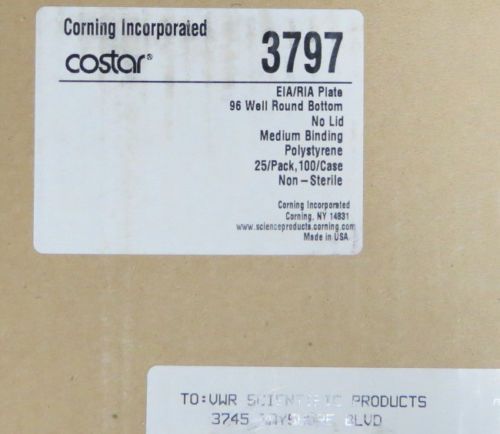 Corning Incorporated
costar®
3797
EIA/RIA Plate
96 Well Round Bottom
No Lid
Medium Binding
Polystyrene
25/Pack,100/Case
Non-Sterile
Corning Incorporated
Corning, NY 14831
www.scienceproducts.corning.com
Made in USA
TO:VWR SCIENTIFIC PRODUCTS
3745 BAYSHORE BLVD